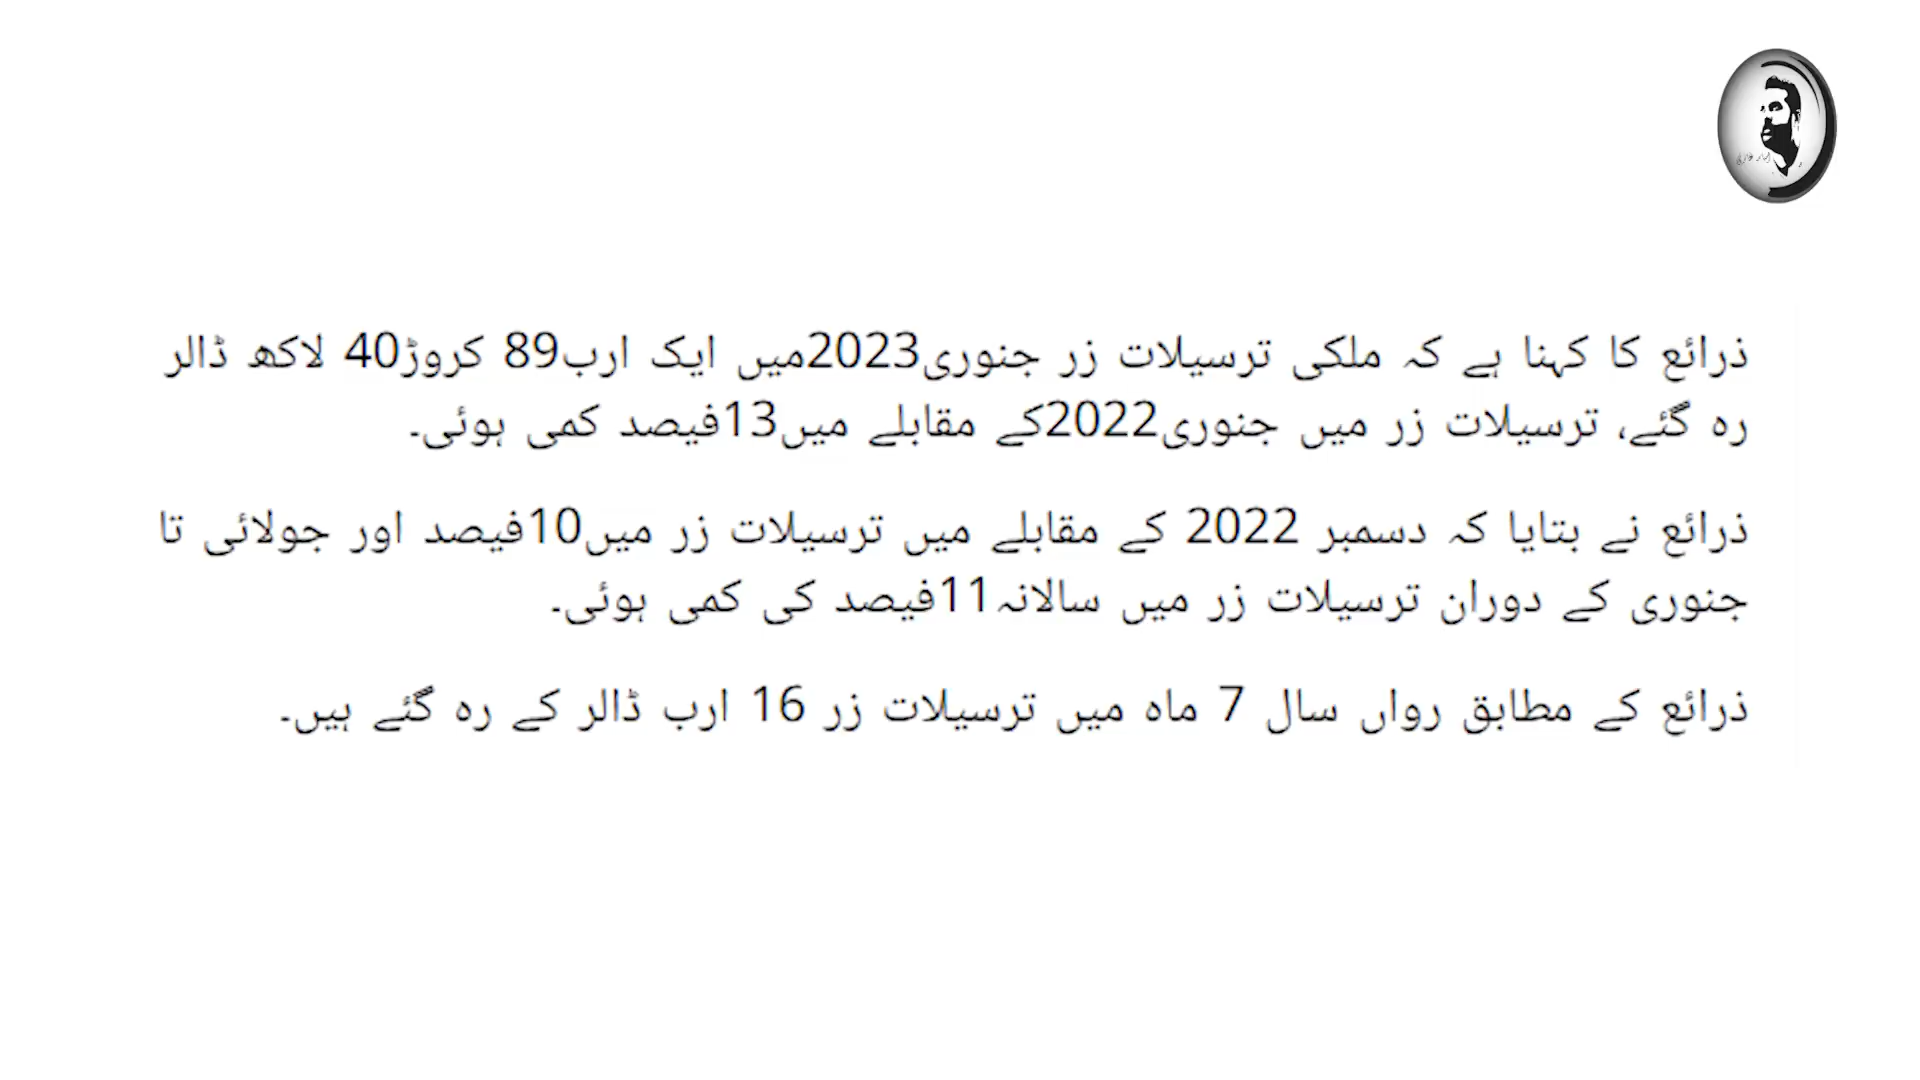 ذرائع کا کہنا ہے کہ ملکی ترسیلات زر جنوری2023میں ایک ارب89 کروڑ40 لاکھ ڈالر
رہ گئے، ترسیلات زر میں جنوری2022کے مقابلے میں13فیصد کمی ہوئی۔
ذرائع نے بتایا کہ دسمبر 2022 کے مقابلے میں ترسیلات زر میں10فیصد اور جولائی تا
جنوری کے دوران ترسیلات زر میں سالانہ11فیصد کی کمی ہوئی۔
ذرائع کے مطابق رواں سال 7 ماہ میں ترسیلات زر 16 ارب ڈالر کے رہ گئے ہیں۔